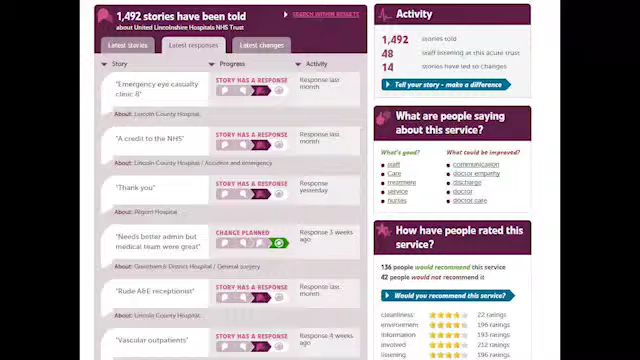 1,492 stories have been told
about United Lincolnshire Hospitals NHS Trust
SEARCH WITHIN RESULTS
Latest stories
Latest responses
Latest changes
Story
Progress
Activity
"Emergency eye casualty
clinic 8"
STORY HAS A RESPONSE
Response last
month
About: Lincoln County Hospital
"A credit to the NHS"
STORY HAS A RESPONSE
Response last
month
About: Lincoln County Hospital / Accident and emergency
"Thank you"
STORY HAS A RESPONSE
Response
yesterday
About: Pilgrim Hospital
"Needs better admin but
medical team were great"
CHANGE PLANNED
Response 3 weeks
ago
About: Grantham & District Hospital / General surgery
"Rude A&E receptionist"
STORY HAS A RESPONSE
Response last
month
About: Lincoln County Hospital
"Vascular outpatients"
STORY HAS A RESPONSE
Response 4 weeks
ago
Activity
1,492 stories told
48 staff listening at this acute trust
14 stories have led to changes
Tell your story - make a difference
What are people saying
about this service?
What's good?
What could be improved?
staff
communication
Care
doctor empathy
treatment
discharge
service
doctor
nurses
doctor care
How have people rated this
service?
136 people would recommend this service
42 people would not recommend it
Would you recommend this service?
cleanliness 22 ratings
environment 196 ratings
information 193 ratings
involved 212 ratings
listening 196 ratings